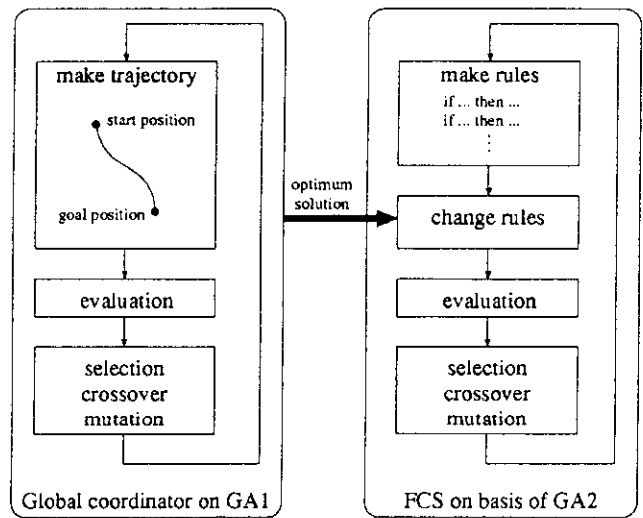 make trajectory
start position
goal position
evaluation
selection
crossover
mutation
Global coordinator on GA1
optimum
solution
make rules
if ... then ...
if ... then ...
⋮
change rules
evaluation
selection
crossover
mutation
FCS on basis of GA2